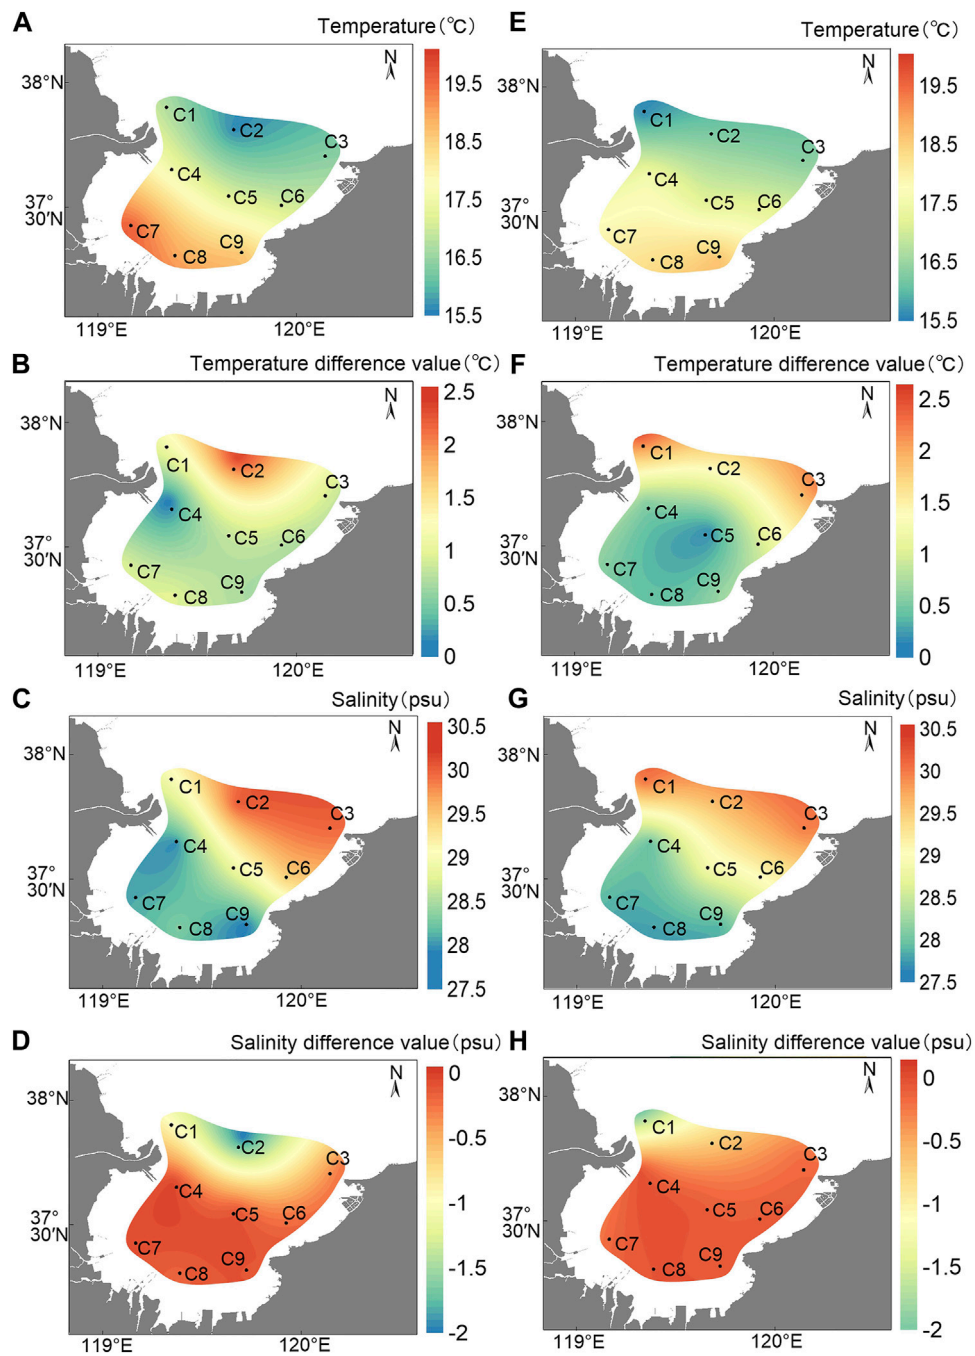 A
Temperature(°C)
N
38°N
37°
30′N
119°E
120°E
C1
C2
C3
C4
C5
C6
C7
C8
C9
19.5
18.5
17.5
16.5
15.5
E
Temperature(°C)
N
38°N
37°
30′N
119°E
120°E
C1
C2
C3
C4
C5
C6
C7
C8
C9
19.5
18.5
17.5
16.5
15.5
B
Temperature difference value(°C)
N
38°N
37°
30′N
119°E
120°E
C1
C2
C3
C4
C5
C6
C7
C8
C9
2.5
2
1.5
1
0.5
0
F
Temperature difference value(°C)
N
38°N
37°
30′N
119°E
120°E
C1
C2
C3
C4
C5
C6
C7
C8
C9
2.5
2
1.5
1
0.5
0
C
Salinity(psu)
N
38°N
37°
30′N
119°E
120°E
C1
C2
C3
C4
C5
C6
C7
C8
C9
30.5
30
29.5
29
28.5
28
27.5
G
Salinity(psu)
N
38°N
37°
30′N
119°E
120°E
C1
C2
C3
C4
C5
C6
C7
C8
C9
30.5
30
29.5
29
28.5
28
27.5
D
Salinity difference value(psu)
N
38°N
37°
30′N
119°E
120°E
C1
C2
C3
C4
C5
C6
C7
C8
C9
0
-0.5
-1
-1.5
-2
H
Salinity difference value(psu)
N
38°N
37°
30′N
119°E
120°E
C1
C2
C3
C4
C5
C6
C7
C8
C9
0
-0.5
-1
-1.5
-2